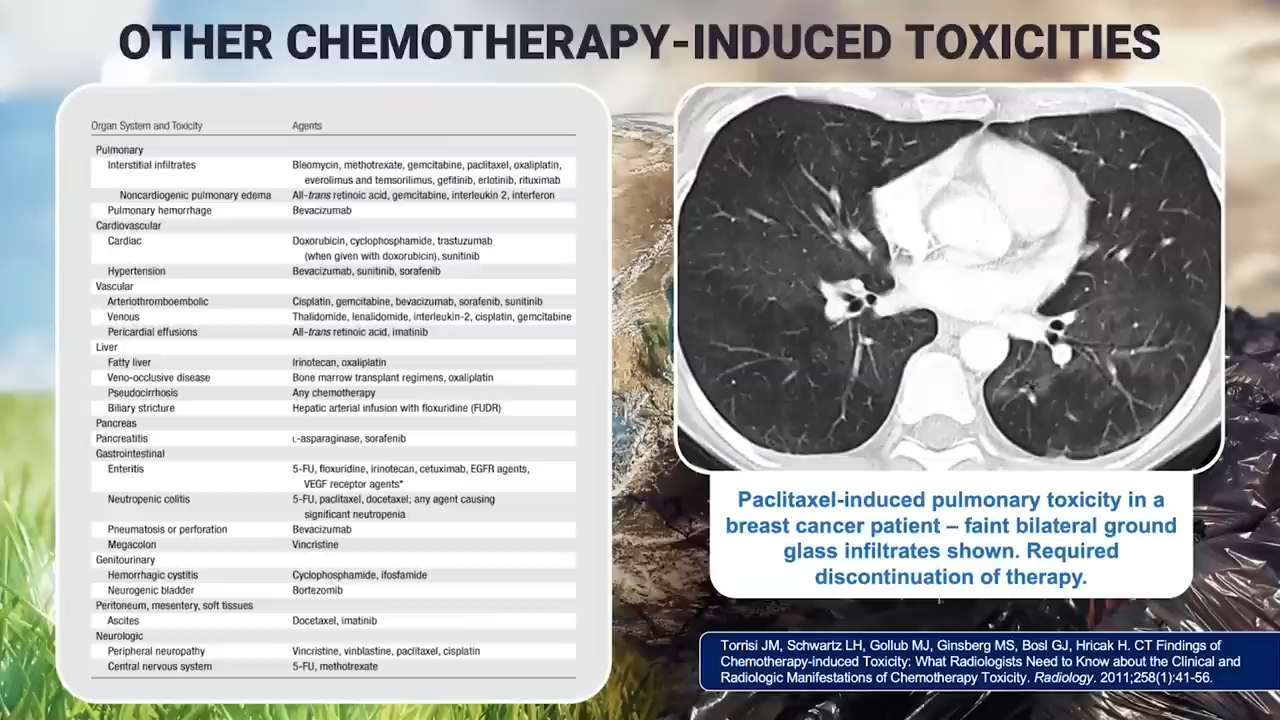 OTHER CHEMOTHERAPY-INDUCED TOXICITIES
Organ System and Toxicity Agents
Pulmonary
Interstitial infiltrates Bleomycin, methotrexate, gemcitabine, paclitaxel, oxaliplatin,
everolimus and temsorilimus, gefitinib, erlotinib, rituximab
Noncardiogenic pulmonary edema All-trans retinoic acid, gemcitabine, interleukin 2, interferon
Pulmonary hemorrhage Bevacizumab
Cardiovascular
Cardiac Doxorubicin, cyclophosphamide, trastuzumab
(when given with doxorubicin), sunitinib
Hypertension Bevacizumab, sunitinib, sorafenib
Vascular
Arteriothromboembolic Cisplatin, gemcitabine, bevacizumab, sorafenib, sunitinib
Venous Thalidomide, lenalidomide, interleukin-2, cisplatin, gemcitabine
Pericardial effusions All-trans retinoic acid, imatinib
Liver
Fatty liver Irinotecan, oxaliplatin
Veno-occlusive disease Bone marrow transplant regimens, oxaliplatin
Pseudocirrhosis Any chemotherapy
Biliary stricture Hepatic arterial infusion with floxuridine (FUDR)
Pancreas
Pancreatitis L-asparaginase, sorafenib
Gastrointestinal
Enteritis 5-FU, floxuridine, irinotecan, cetuximab, EGFR agents,
VEGF receptor agents*
Neutropenic colitis 5-FU, paclitaxel, docetaxel; any agent causing
significant neutropenia
Pneumatosis or perforation Bevacizumab
Megacolon Vincristine
Genitourinary
Hemorrhagic cystitis Cyclophosphamide, ifosfamide
Neurogenic bladder Bortezomib
Peritoneum, mesentery, soft tissues
Ascites Docetaxel, imatinib
Neurologic
Peripheral neuropathy Vincristine, vinblastine, paclitaxel, cisplatin
Central nervous system 5-FU, methotrexate
Paclitaxel-induced pulmonary toxicity in a
breast cancer patient – faint bilateral ground
glass infiltrates shown. Required
discontinuation of therapy.
Torrisi JM, Schwartz LH, Gollub MJ, Ginsberg MS, Bosl GJ, Hricak H. CT Findings of
Chemotherapy-induced Toxicity: What Radiologists Need to Know about the Clinical and
Radiologic Manifestations of Chemotherapy Toxicity. Radiology. 2011;258(1):41-56.